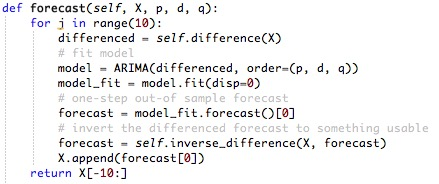 def forecast(self, X, p, d, q):
    for j in range(10):
        differenced = self.difference(X)
        # fit model
        model = ARIMA(differenced, order=(p, d, q))
        model_fit = model.fit(disp=0)
        # one-step out-of sample forecast
        forecast = model_fit.forecast()[0]
        # invert the differenced forecast to something usable
        forecast = self.inverse_difference(X, forecast)
        X.append(forecast[0])
    return X[-10:]